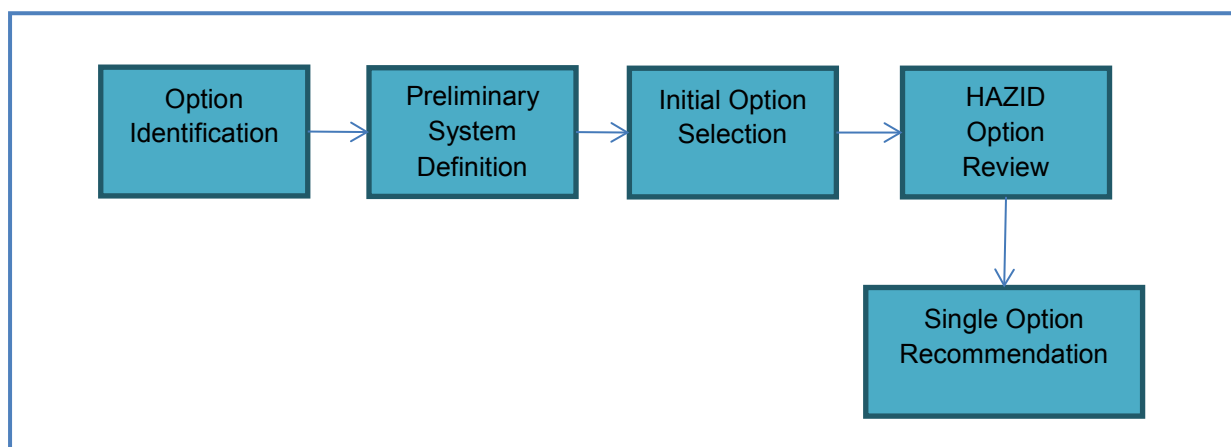 Option
Identification
Preliminary
System
Definition
Initial Option
Selection
HAZID
Option
Review
Single Option
Recommendation